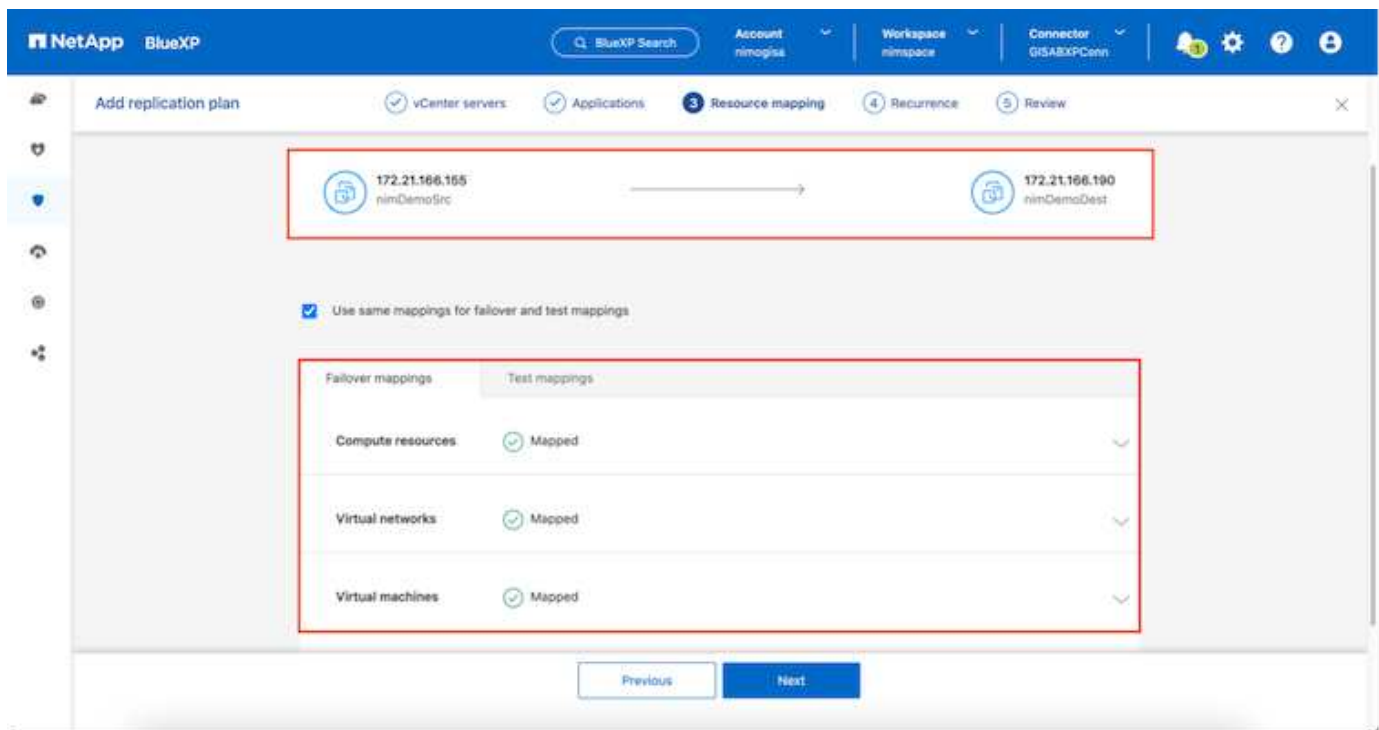 NetApp BlueXP
BlueXP Search
Account
nimogisa
Workspace
nimspace
Connector
GISABXPConn
1
Add replication plan
vCenter servers
Applications
3 Resource mapping
4 Recurrence
5 Review
172.21.166.155
nimDemoSrc
172.21.166.190
nimDemoDest
Use same mappings for failover and test mappings
Failover mappings
Test mappings
Compute resources
Mapped
Virtual networks
Mapped
Virtual machines
Mapped
Previous
Next